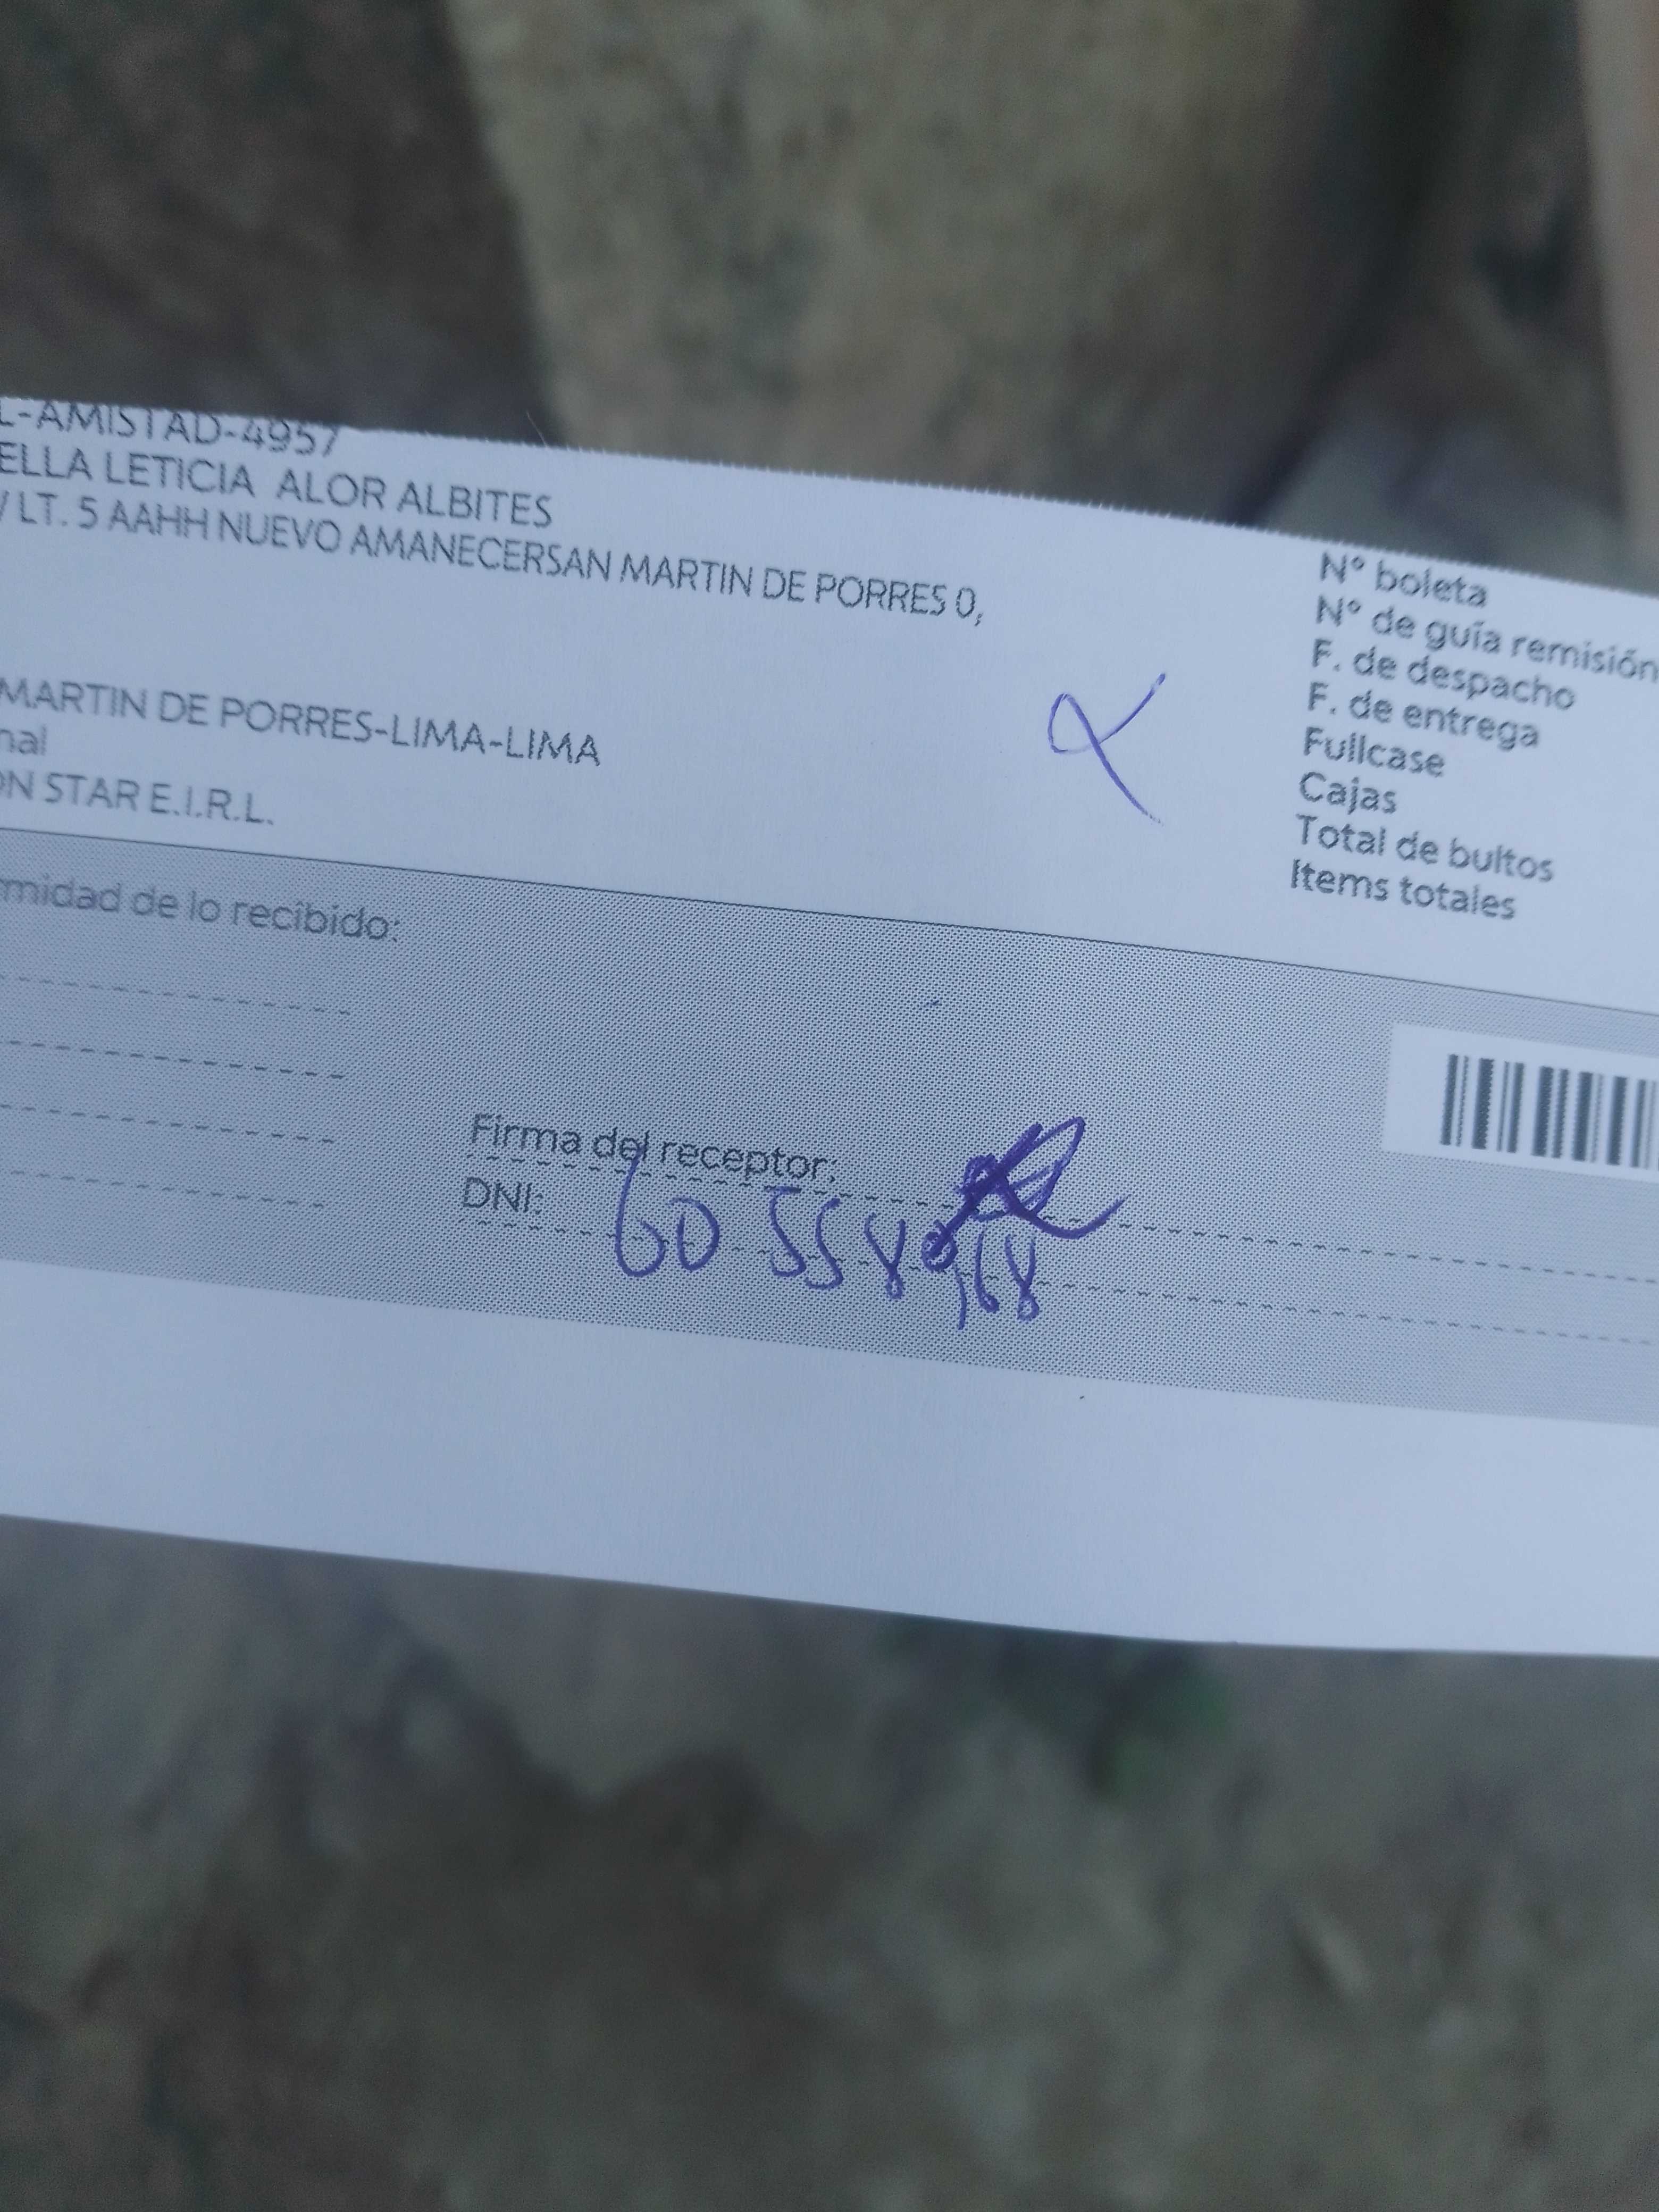 L-AMISTAD-4957
ELLA LETICIA ALOR ALBITES
/ LT. 5 AAHH NUEVO AMANECERSAN MARTIN DE PORRES 0,
MARTIN DE PORRES-LIMA-LIMA
nal
ON STAR E.I.R.L.
N° boleta
N° de guía remisión
F. de despacho
F. de entrega
Fullcase
Cajas
Total de bultos
Items totales
rmidad de lo recibido:
Firma del receptor:
DNI: